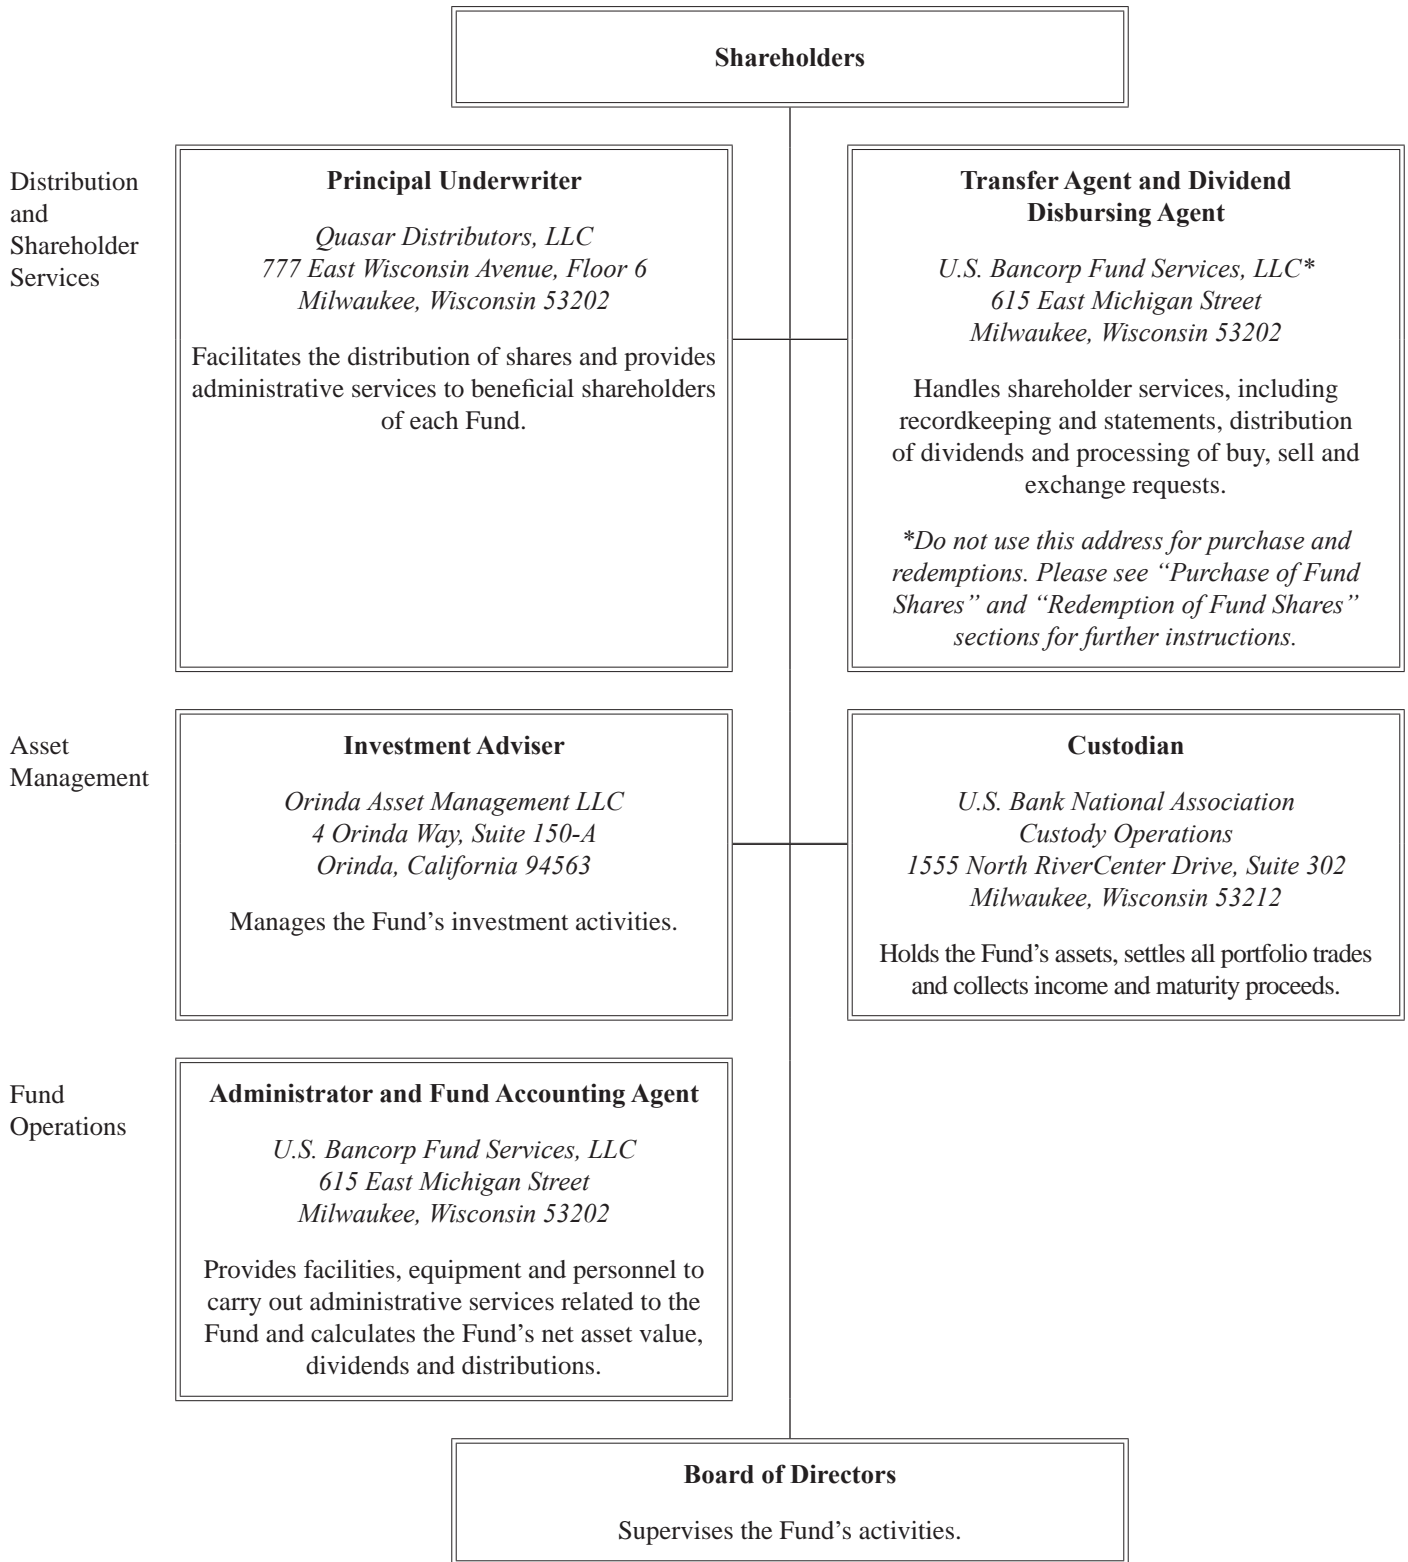 Shareholders
Distribution
and
Shareholder
Services
Principal Underwriter
Quasar Distributors, LLC
777 East Wisconsin Avenue, Floor 6
Milwaukee, Wisconsin 53202
Facilitates the distribution of shares and provides
administrative services to beneficial shareholders
of each Fund.
Transfer Agent and Dividend
Disbursing Agent
U.S. Bancorp Fund Services, LLC*
615 East Michigan Street
Milwaukee, Wisconsin 53202
Handles shareholder services, including
recordkeeping and statements, distribution
of dividends and processing of buy, sell and
exchange requests.
*Do not use this address for purchase and
redemptions. Please see “Purchase of Fund
Shares” and “Redemption of Fund Shares”
sections for further instructions.
Asset
Management
Investment Adviser
Orinda Asset Management LLC
4 Orinda Way, Suite 150-A
Orinda, California 94563
Manages the Fund’s investment activities.
Custodian
U.S. Bank National Association
Custody Operations
1555 North RiverCenter Drive, Suite 302
Milwaukee, Wisconsin 53212
Holds the Fund’s assets, settles all portfolio trades
and collects income and maturity proceeds.
Fund
Operations
Administrator and Fund Accounting Agent
U.S. Bancorp Fund Services, LLC
615 East Michigan Street
Milwaukee, Wisconsin 53202
Provides facilities, equipment and personnel to
carry out administrative services related to the
Fund and calculates the Fund’s net asset value,
dividends and distributions.
Board of Directors
Supervises the Fund’s activities.